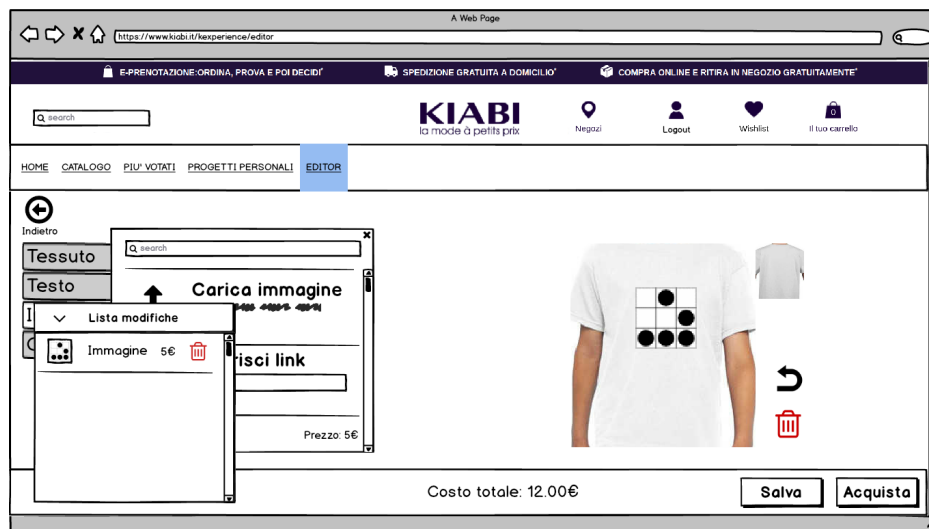 A Web Page
https://www.kiabi.it/kexperience/editor
E-PRENOTAZIONE:ORDINA, PROVA E POI DECIDI*
SPEDIZIONE GRATUITA A DOMICILIO*
COMPRA ONLINE E RITIRA IN NEGOZIO GRATUITAMENTE*
search
KIABI
la mode à petits prix
Negozi
Logout
Wishlist
0
Il tuo carrello
HOME CATALOGO PIU' VOTATI PROGETTI PERSONALI EDITOR
Indietro
Tessuto
Testo
search
Carica immagine
Lista modifiche
Immagine 5€
risci link
Prezzo: 5€
Costo totale: 12.00€
Salva
Acquista